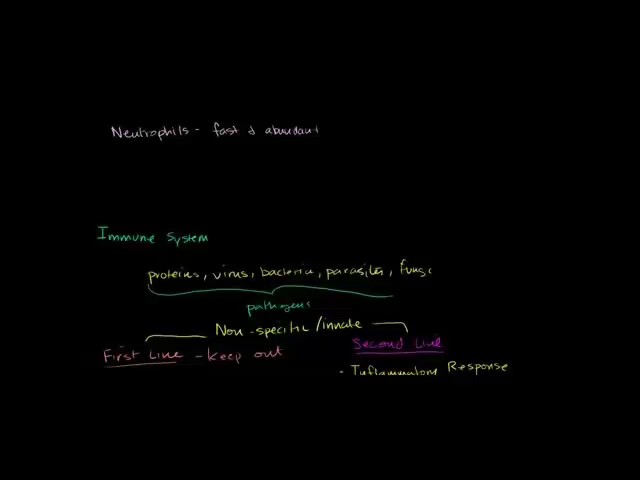 Neutrophils - fast & abundant
Immune System
proteins, virus, bacteria, parasites, fungi
pathogens
Non-specific/innate
First Line - Keep out
Second Line
- Inflammatory Response